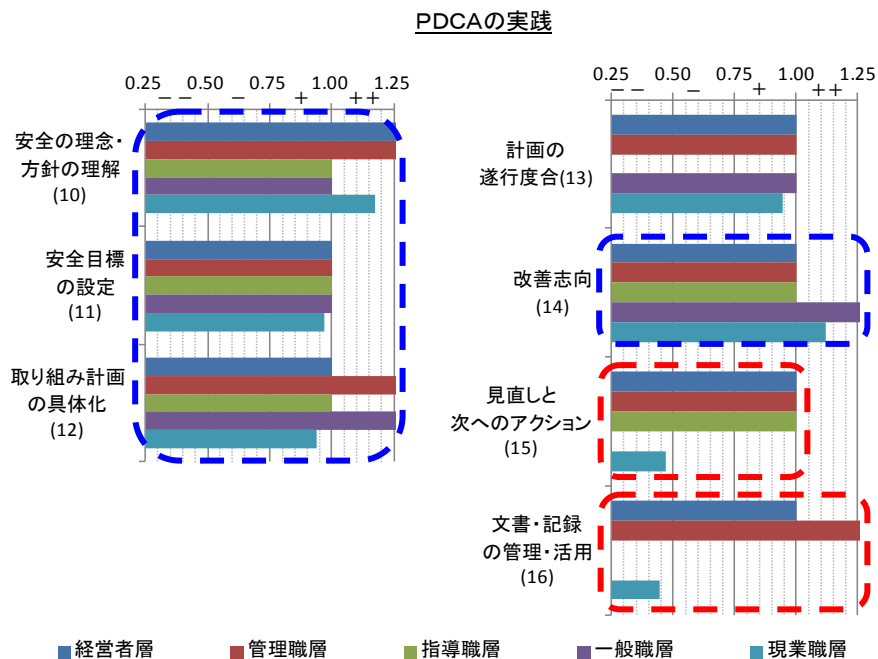 PDCAの実践
0.25 0.50 0.75 1.00 1.25
－－ － ＋ ＋＋
安全の理念・
方針の理解
(10)
安全目標
の設定
(11)
取り組み計画
の具体化
(12)
0.25 0.50 0.75 1.00 1.25
－－ － ＋ ＋＋
計画の
遂行度合(13)
改善志向
(14)
見直しと
次へのアクション
(15)
文書・記録
の管理・活用
(16)
経営者層 管理職層 指導職層 一般職層 現業職層